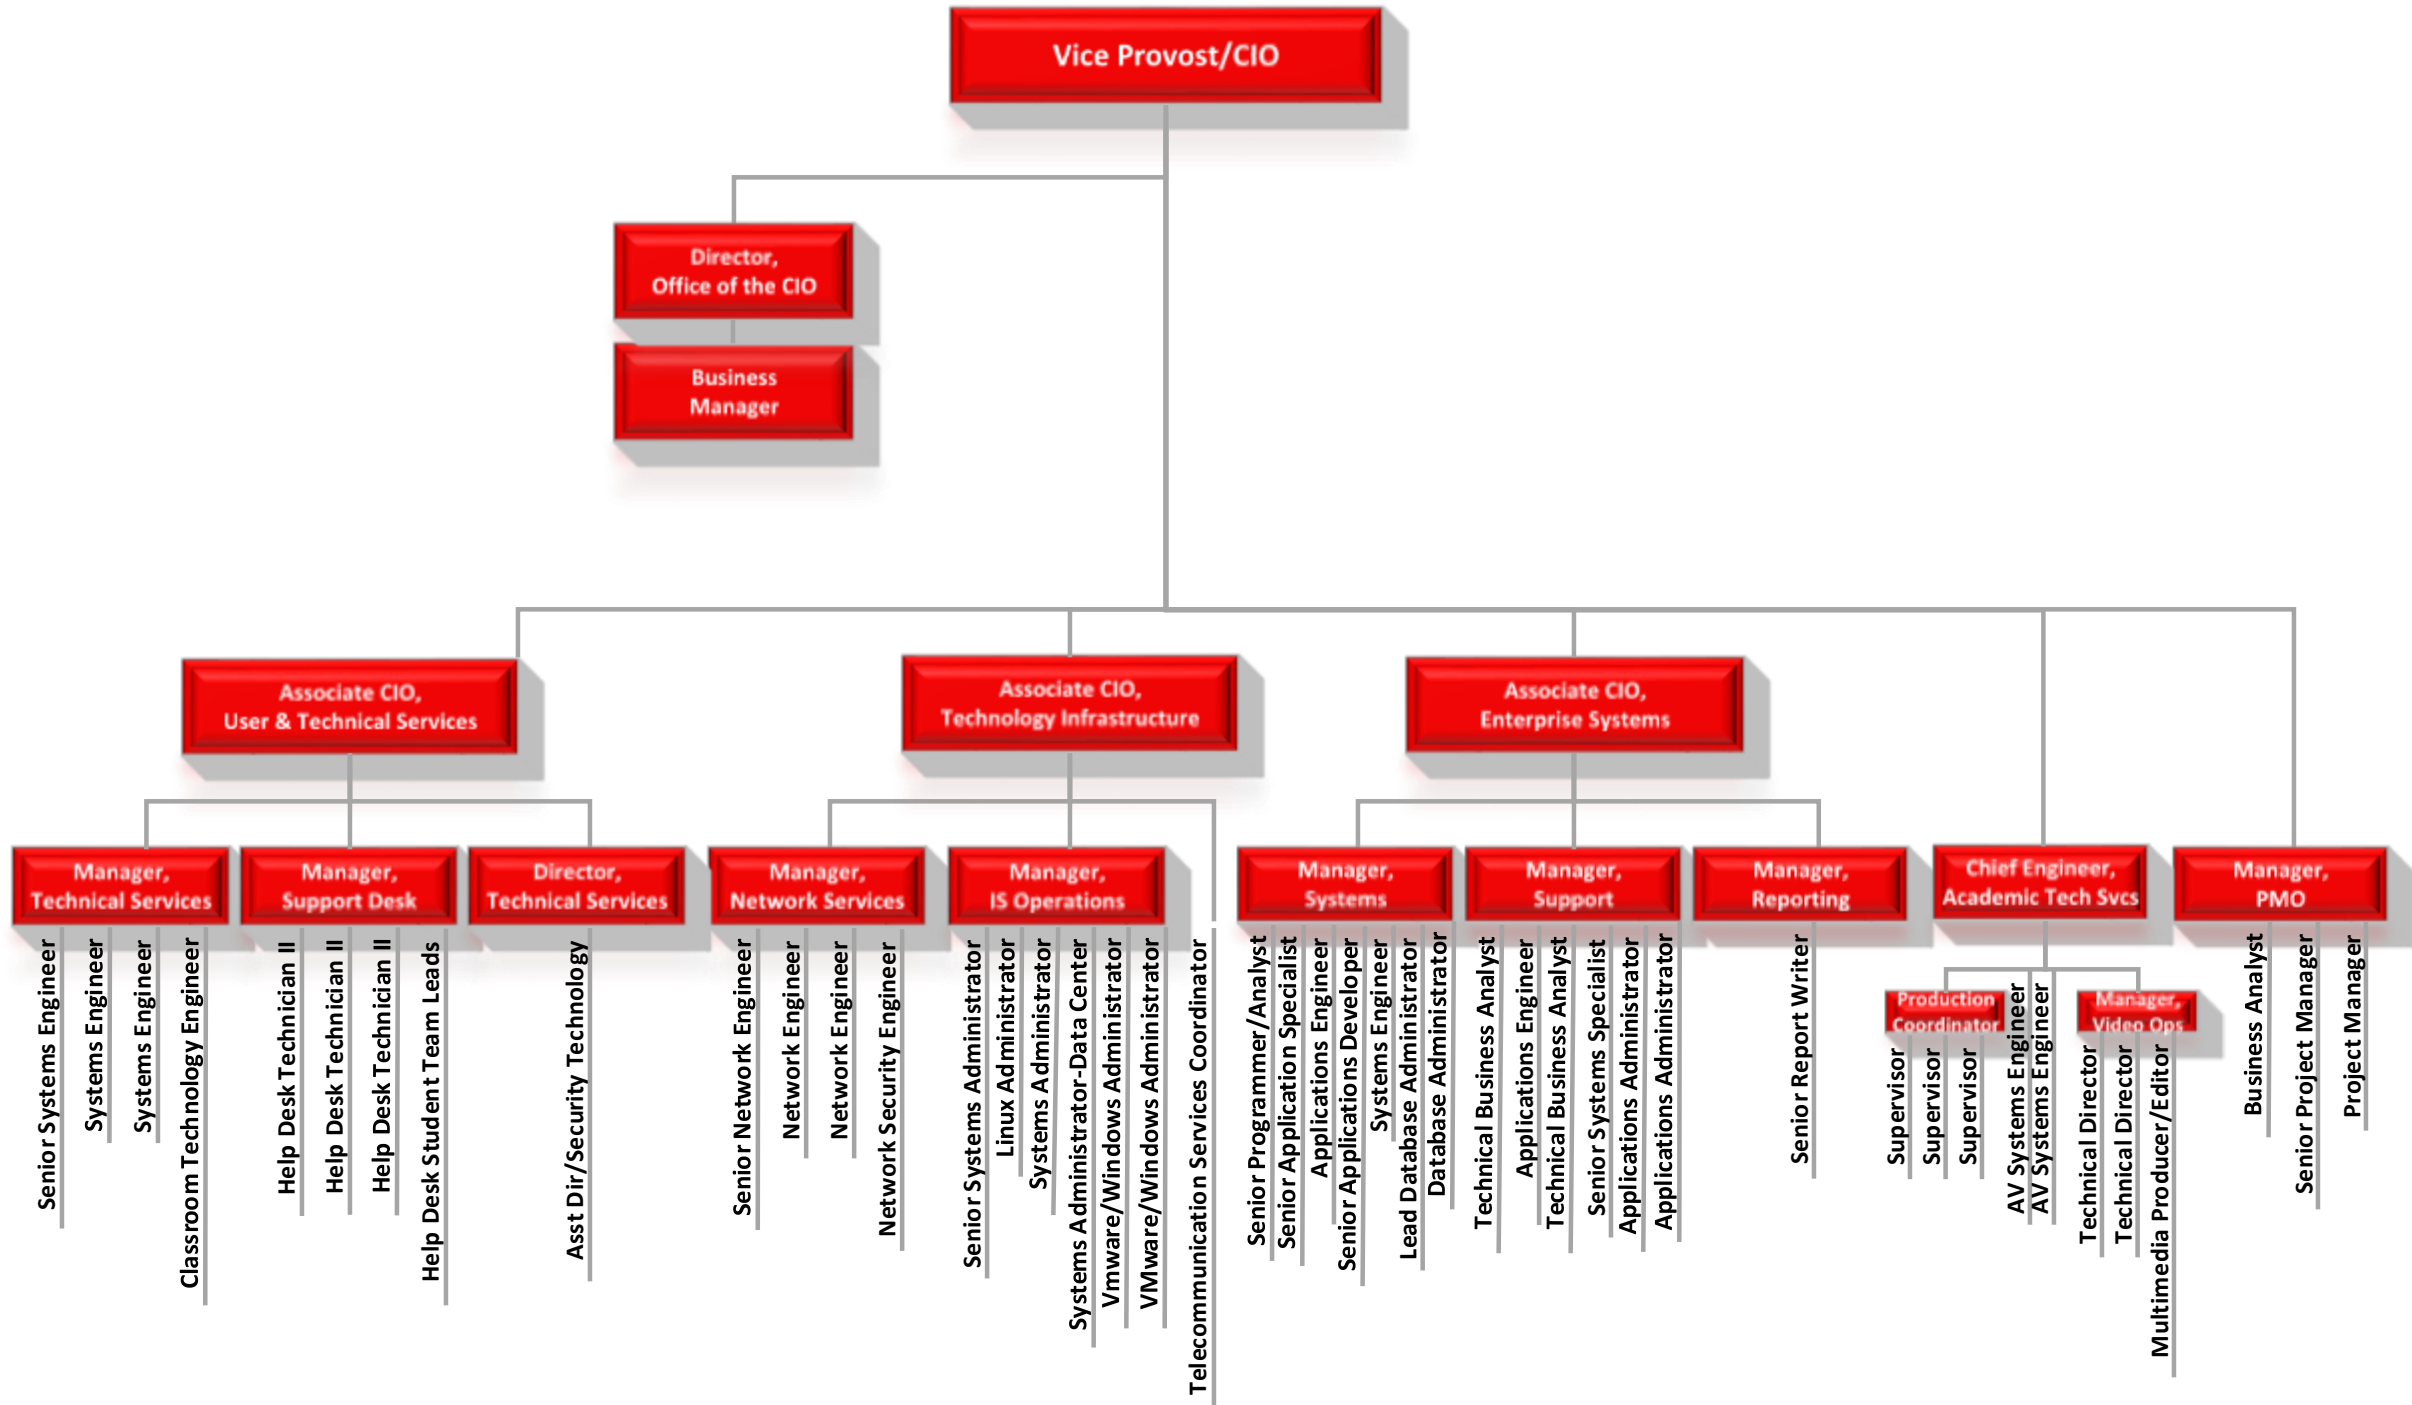 Vice Provost/CIO
Director,
Office of the CIO
Business
Manager
Associate CIO,
User & Technical Services
Associate CIO,
Technology Infrastructure
Associate CIO,
Enterprise Systems
Manager,
Technical Services
Manager,
Support Desk
Director,
Technical Services
Manager,
Network Services
Manager,
IS Operations
Manager,
Systems
Manager,
Support
Manager,
Reporting
Chief Engineer,
Academic Tech Svcs
Manager,
PMO
Senior Systems Engineer
Systems Engineer
Systems Engineer
Classroom Technology Engineer
Help Desk Technician II
Help Desk Technician II
Help Desk Technician II
Help Desk Student Team Leads
Asst Dir/Security Technology
Senior Network Engineer
Network Engineer
Network Engineer
Network Security Engineer
Senior Systems Administrator
Linux Administrator
Systems Administrator
Systems Administrator-Data Center
Vmware/Windows Administrator
VMware/Windows Administrator
Telecommunication Services Coordinator
Senior Programmer/Analyst
Senior Application Specialist
Applications Engineer
Senior Applications Developer
Systems Engineer
Lead Database Administrator
Database Administrator
Technical Business Analyst
Applications Engineer
Technical Business Analyst
Senior Systems Specialist
Applications Administrator
Applications Administrator
Senior Report Writer
Production
Coordinator
Supervisor
Supervisor
Supervisor
AV Systems Engineer
AV Systems Engineer
Manager,
Video Ops
Technical Director
Technical Director
Multimedia Producer/Editor
Business Analyst
Senior Project Manager
Project Manager